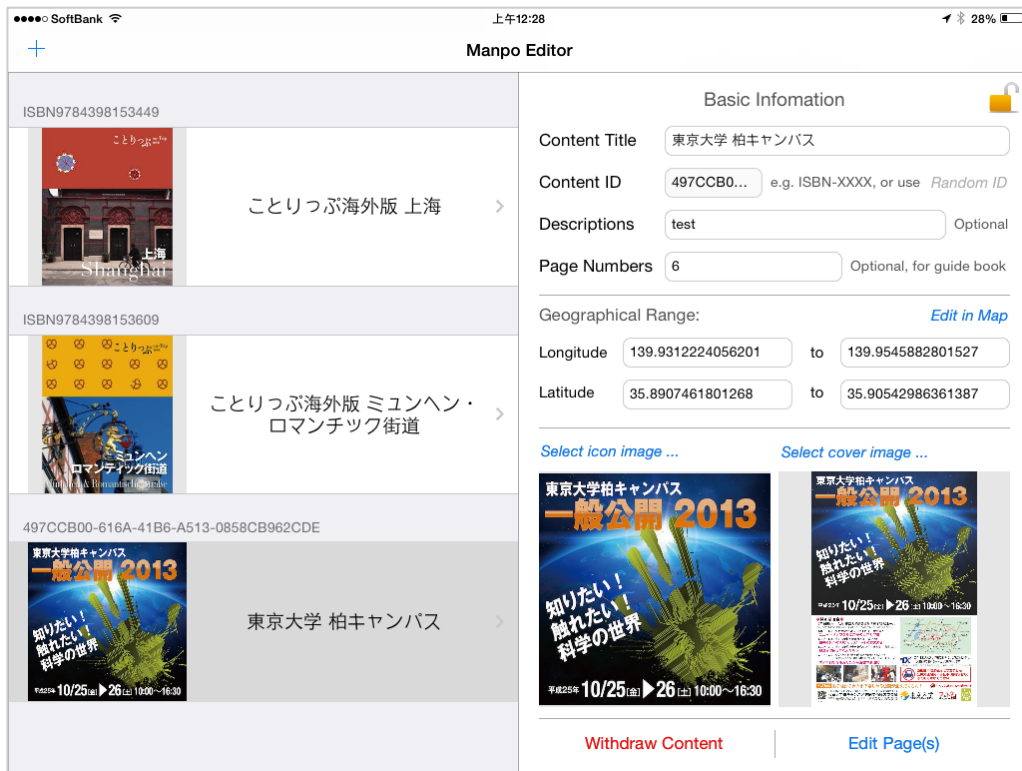 SoftBank
上午12:28
28%
Manpo Editor
ISBN9784398153449
ことりっぷ
ことりっぷ海外版 上海
上海
Shanghai
ISBN9784398153609
ことりっぷ
ことりっぷ海外版 ミュンヘン・
ロマンチック街道
ミュンヘン
ロマンティック街道
München & Romantische Straße
497CCB00-616A-41B6-A513-0858CB962CDE
東京大学柏キャンパス
一般公開 2013
知りたい！
触れたい！
科学の世界
平成25年 10/25(金)▶26(土) 10:00〜16:30
東京大学 柏キャンパス
Basic Infomation
Content Title 東京大学 柏キャンパス
Content ID 497CCB0... e.g. ISBN-XXXX, or use Random ID
Descriptions test Optional
Page Numbers 6 Optional, for guide book
Geographical Range: Edit in Map
Longitude 139.9312224056201 to 139.9545882801527
Latitude 35.8907461801268 to 35.90542986361387
Select icon image ...
Select cover image ...
東京大学柏キャンパス
一般公開 2013
知りたい！
触れたい！
科学の世界
平成25年 10/25(金)▶26(土) 10:00〜16:30
東京大学柏キャンパス
一般公開 2013
知りたい！
触れたい！
科学の世界
平成25年 10/25(金)▶26(土) 10:00〜16:30
Withdraw Content
Edit Page(s)